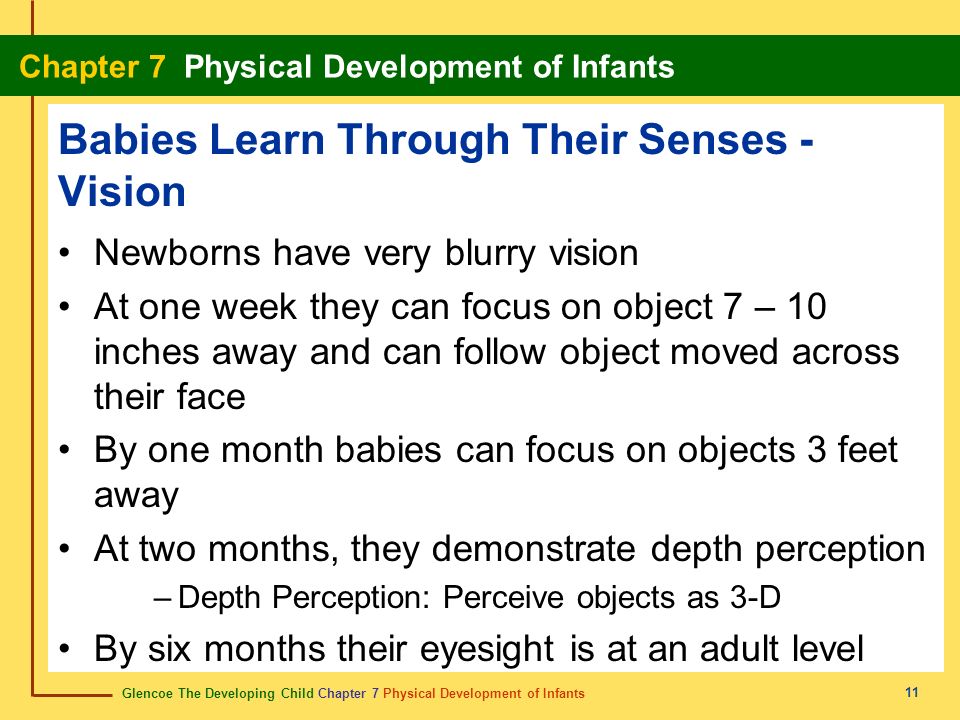 Chapter 7 Physical Development of Infants
Babies Learn Through Their Senses -
Vision
• Newborns have very blurry vision
• At one week they can focus on object 7 – 10
inches away and can follow object moved across
their face
• By one month babies can focus on objects 3 feet
away
• At two months, they demonstrate depth perception
– Depth Perception: Perceive objects as 3-D
• By six months their eyesight is at an adult level
Glencoe The Developing Child Chapter 7 Physical Development of Infants
11